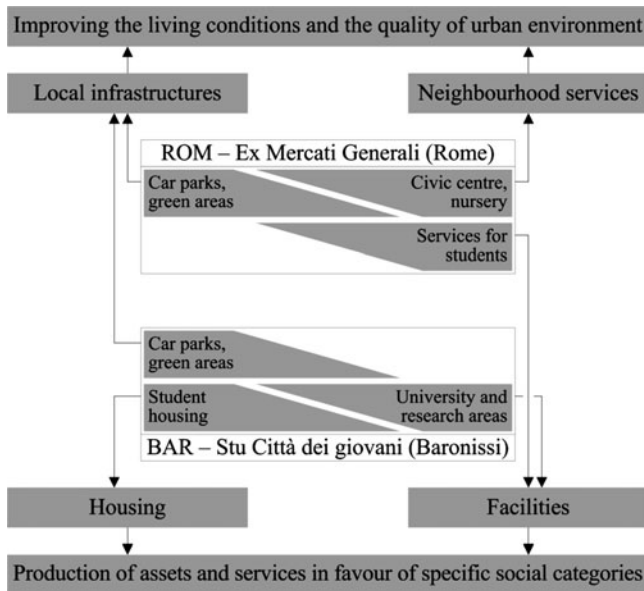 Improving the living conditions and the quality of urban environment
Local infrastructures
Neighbourhood services
ROM – Ex Mercati Generali (Rome)
Car parks,
green areas
Civic centre,
nursery
Services for
students
Car parks,
green areas
Student
housing
University and
research areas
BAR – Stu Città dei giovani (Baronissi)
Housing
Facilities
Production of assets and services in favour of specific social categories